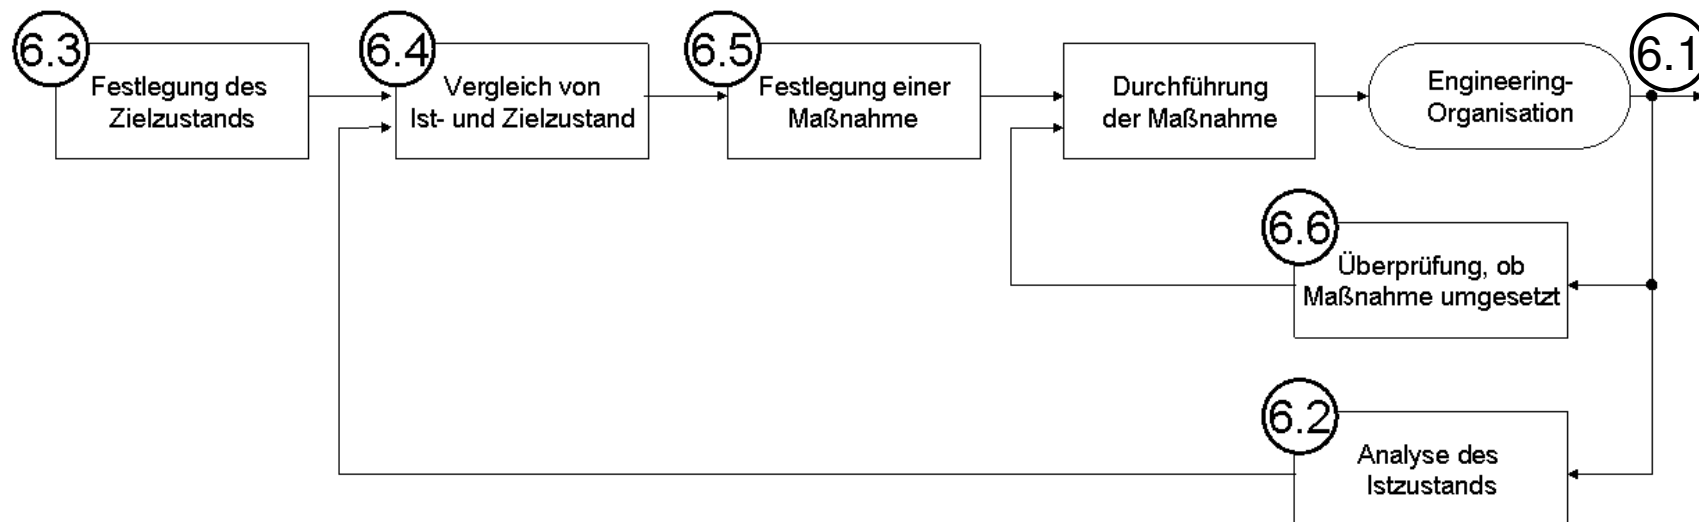 6.3
Festlegung des
Zielzustands
6.4
Vergleich von
Ist- und Zielzustand
6.5
Festlegung einer
Maßnahme
Durchführung
der Maßnahme
Engineering-
Organisation
6.1
6.6
Überprüfung, ob
Maßnahme umgesetzt
6.2
Analyse des
Istzustands